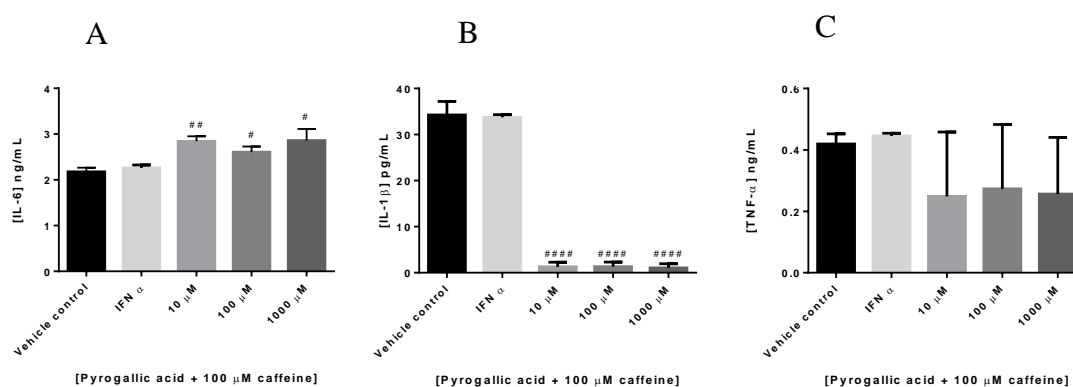 A
B
C
[IL-6] ng/mL
4
3
2
1
0
##
#
#
Vehicle control
IFN α
10 μM
100 μM
1000 μM
[Pyrogallic acid + 100 μM caffeine]
[IL-1β] pg/mL
40
30
20
10
0
####
####
####
Vehicle control
IFN α
10 μM
100 μM
1000 μM
[Pyrogallic acid + 100 μM caffeine]
[TNF-α] ng/mL
0.6
0.4
0.2
0.0
Vehicle control
IFN α
10 μM
100 μM
1000 μM
[Pyrogallic acid + 100 μM caffeine]